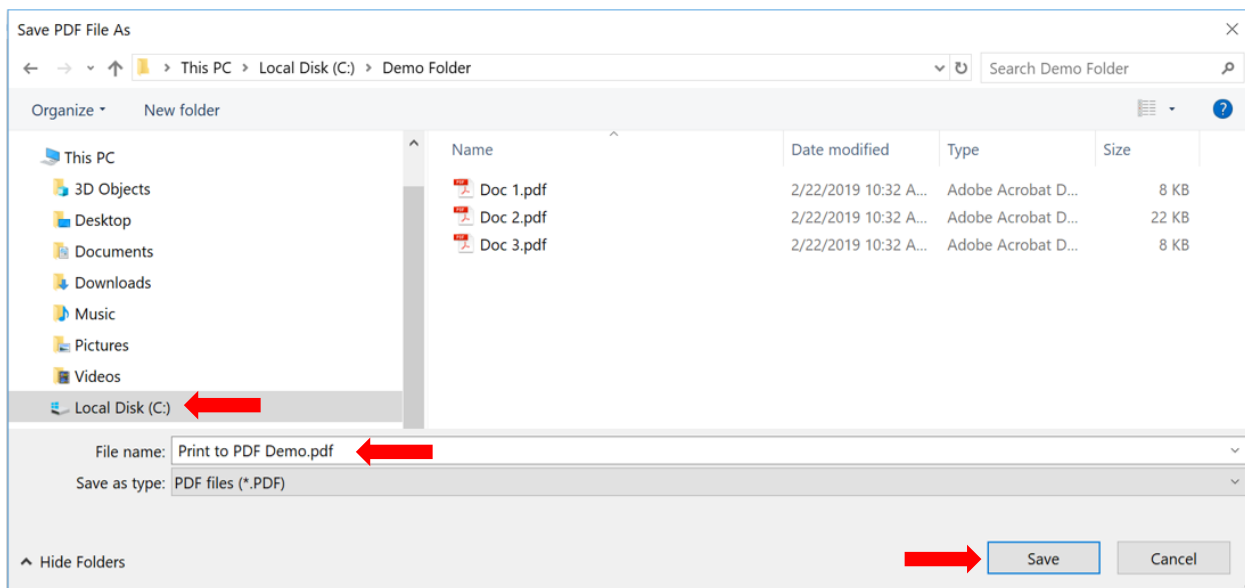 Save PDF File As
This PC > Local Disk (C:) > Demo Folder
Search Demo Folder
Organize
New folder
?
This PC
3D Objects
Desktop
Documents
Downloads
Music
Pictures
Videos
Local Disk (C:)
Name Date modified Type Size
Doc 1.pdf 2/22/2019 10:32 A... Adobe Acrobat D... 8 KB
Doc 2.pdf 2/22/2019 10:32 A... Adobe Acrobat D... 22 KB
Doc 3.pdf 2/22/2019 10:32 A... Adobe Acrobat D... 8 KB
File name: Print to PDF Demo.pdf
Save as type: PDF files (*.PDF)
Hide Folders
Save
Cancel